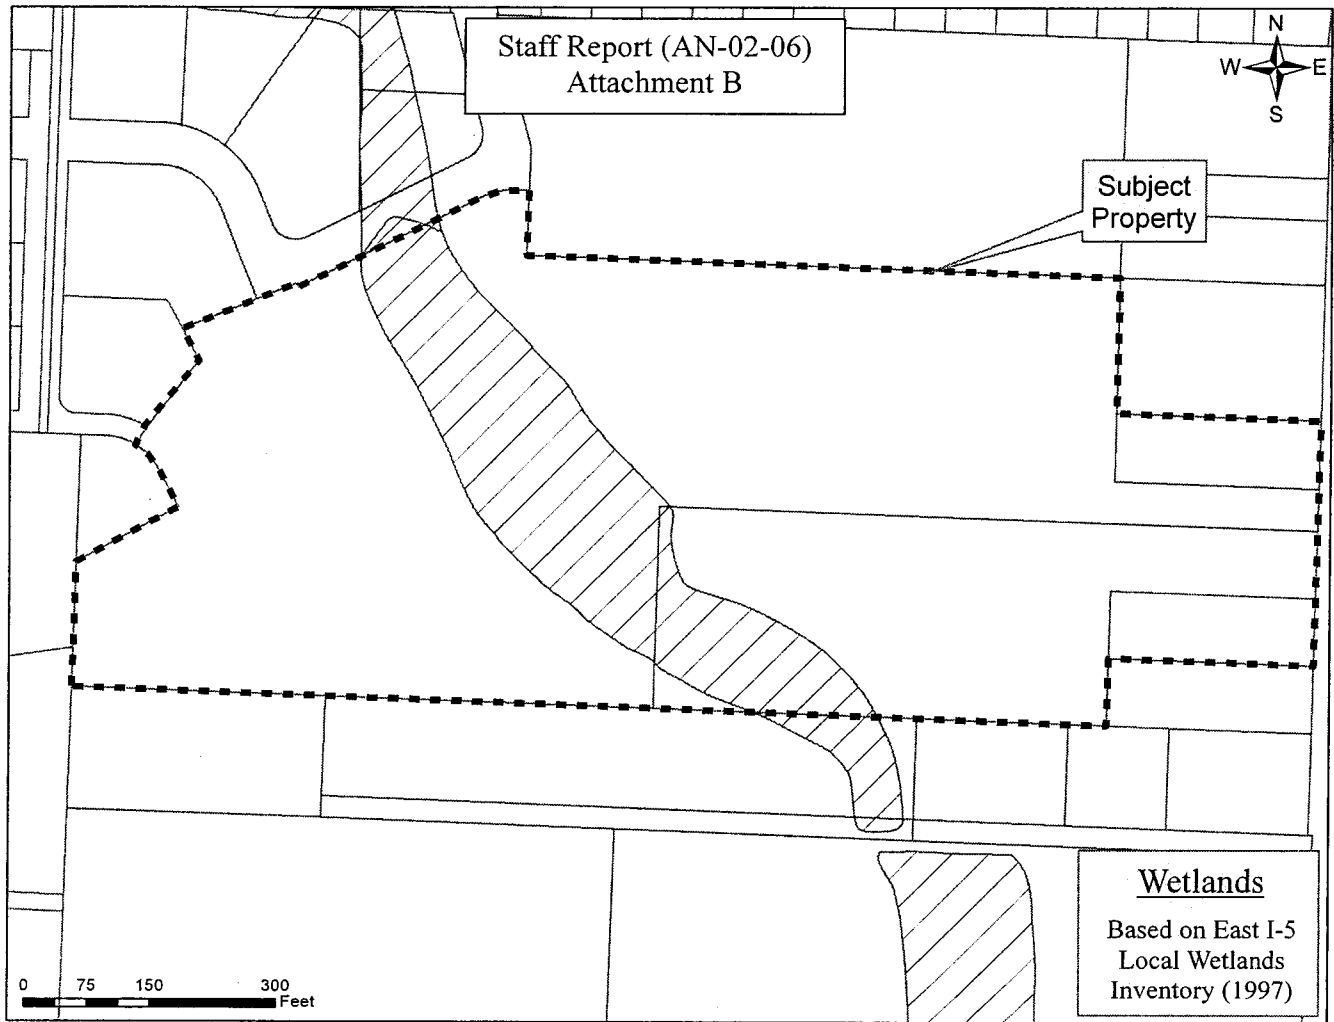 Staff Report (AN-02-06)
Attachment B
N
W E
S
Subject
Property
Wetlands
Based on East I-5
Local Wetlands
Inventory (1997)
0 75 150 300
Feet